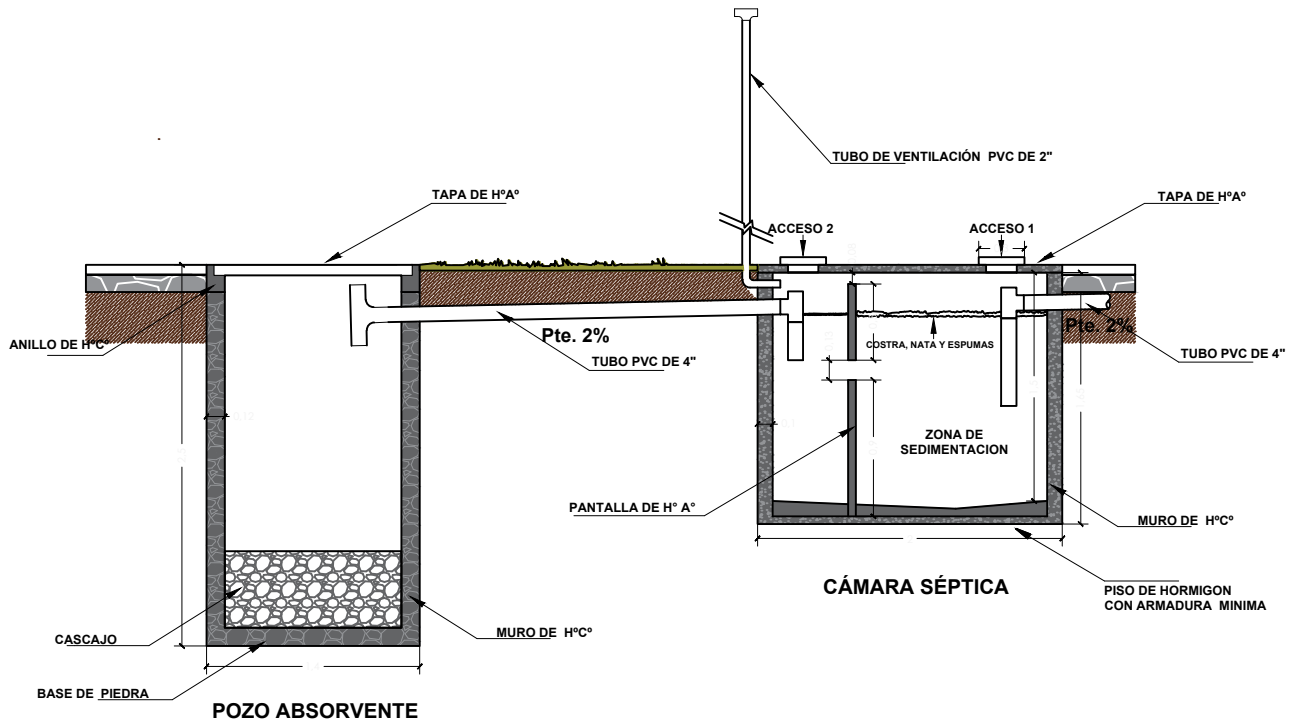 TUBO DE VENTILACIÓN PVC DE 2"
TAPA DE HºAº
TAPA DE HºAº
ACCESO 2
ACCESO 1
ANILLO DE HºCº
Pte. 2%
TUBO PVC DE 4"
COSTRA, NATA Y ESPUMAS
Pte. 2%
TUBO PVC DE 4"
0,12
ZONA DE
SEDIMENTACION
PANTALLA DE H° A°
MURO DE HºCº
CÁMARA SÉPTICA
PISO DE HORMIGON
CON ARMADURA MINIMA
CASCAJO
MURO DE HºCº
BASE DE PIEDRA
POZO ABSORVENTE